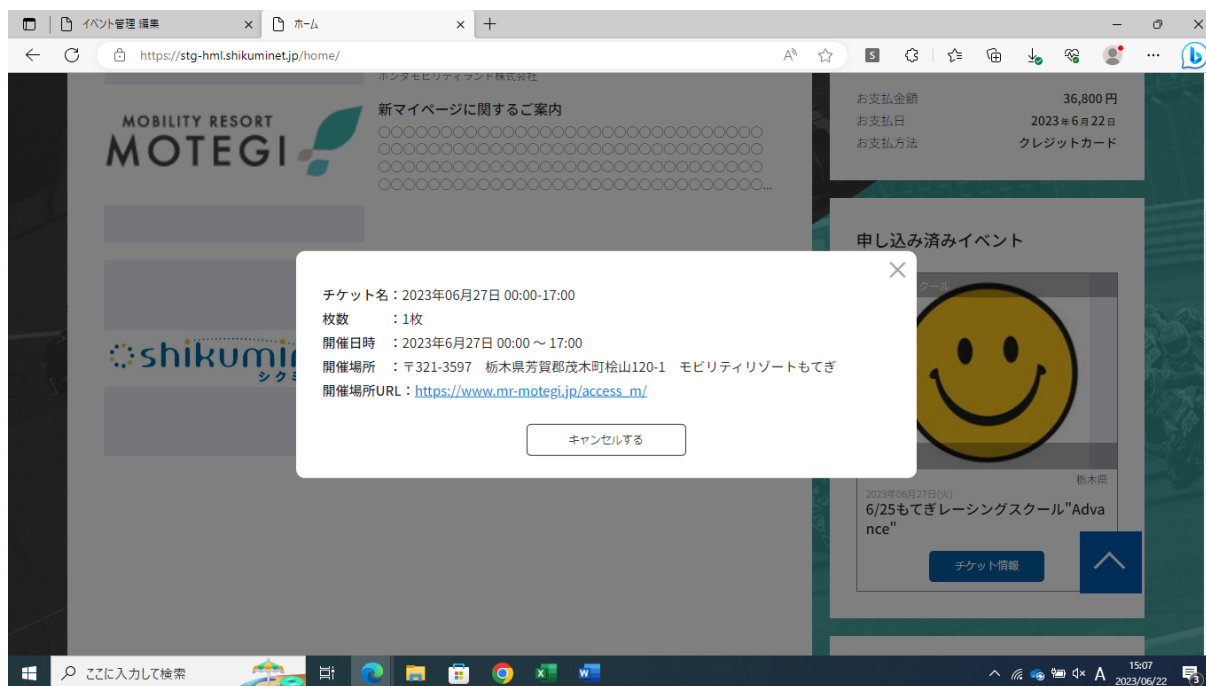 イベント管理 編集
ホーム
https://stg-hml.shikuminet.jp/home/
ホンダモビリティランド株式会社
MOBILITY RESORT
MOTEGI
新マイページに関するご案内
○○○○○○○○○○○○○○○○○○○○○○○○○○○○○○○
○○○○○○○○○○○○○○○○○○○○○○○○○○○○○○○
○○○○○○○○○○○○○○○○○○○○○○○○○○○○○○○
○○○○○○○○○○○○○○○○○○○○○○○○○○○○○○○...
お支払金額 36,800 円
お支払日 2023 年 6 月 22 日
お支払方法 クレジットカード
申し込み済みイベント
チケット名：2023年06月27日 00:00-17:00
枚数 ：1枚
開催日時 ：2023年6月27日 00:00 ～ 17:00
開催場所 ：〒321-3597 栃木県芳賀郡茂木町桧山120-1 モビリティリゾートもてぎ
開催場所URL：https://www.mr-motegi.jp/access_m/
キャンセルする
栃木県
2023年06月27日(火)
6/25もてぎレーシングスクール"Adva
nce"
チケット情報
ここに入力して検索
A
15:07
2023/06/22
3